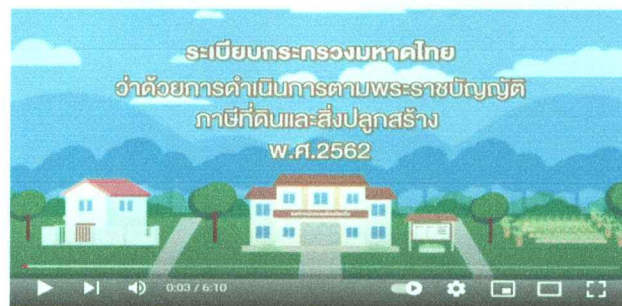 ระเบียบกระทรวงมหาดไทย
ว่าด้วยการดำเนินการตามพระราชบัญญัติ
ภาษีที่ดินและสิ่งปลูกสร้าง
พ.ศ.2562
0:03 / 6:10